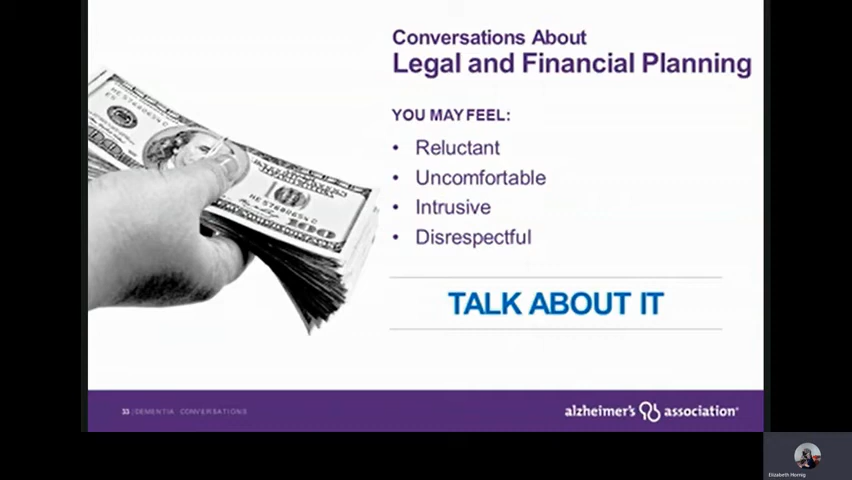 Conversations About
Legal and Financial Planning
YOU MAY FEEL:
• Reluctant
• Uncomfortable
• Intrusive
• Disrespectful
TALK ABOUT IT
33 /DEMENTIA CONVERSATIONS
alzheimer's association®
100